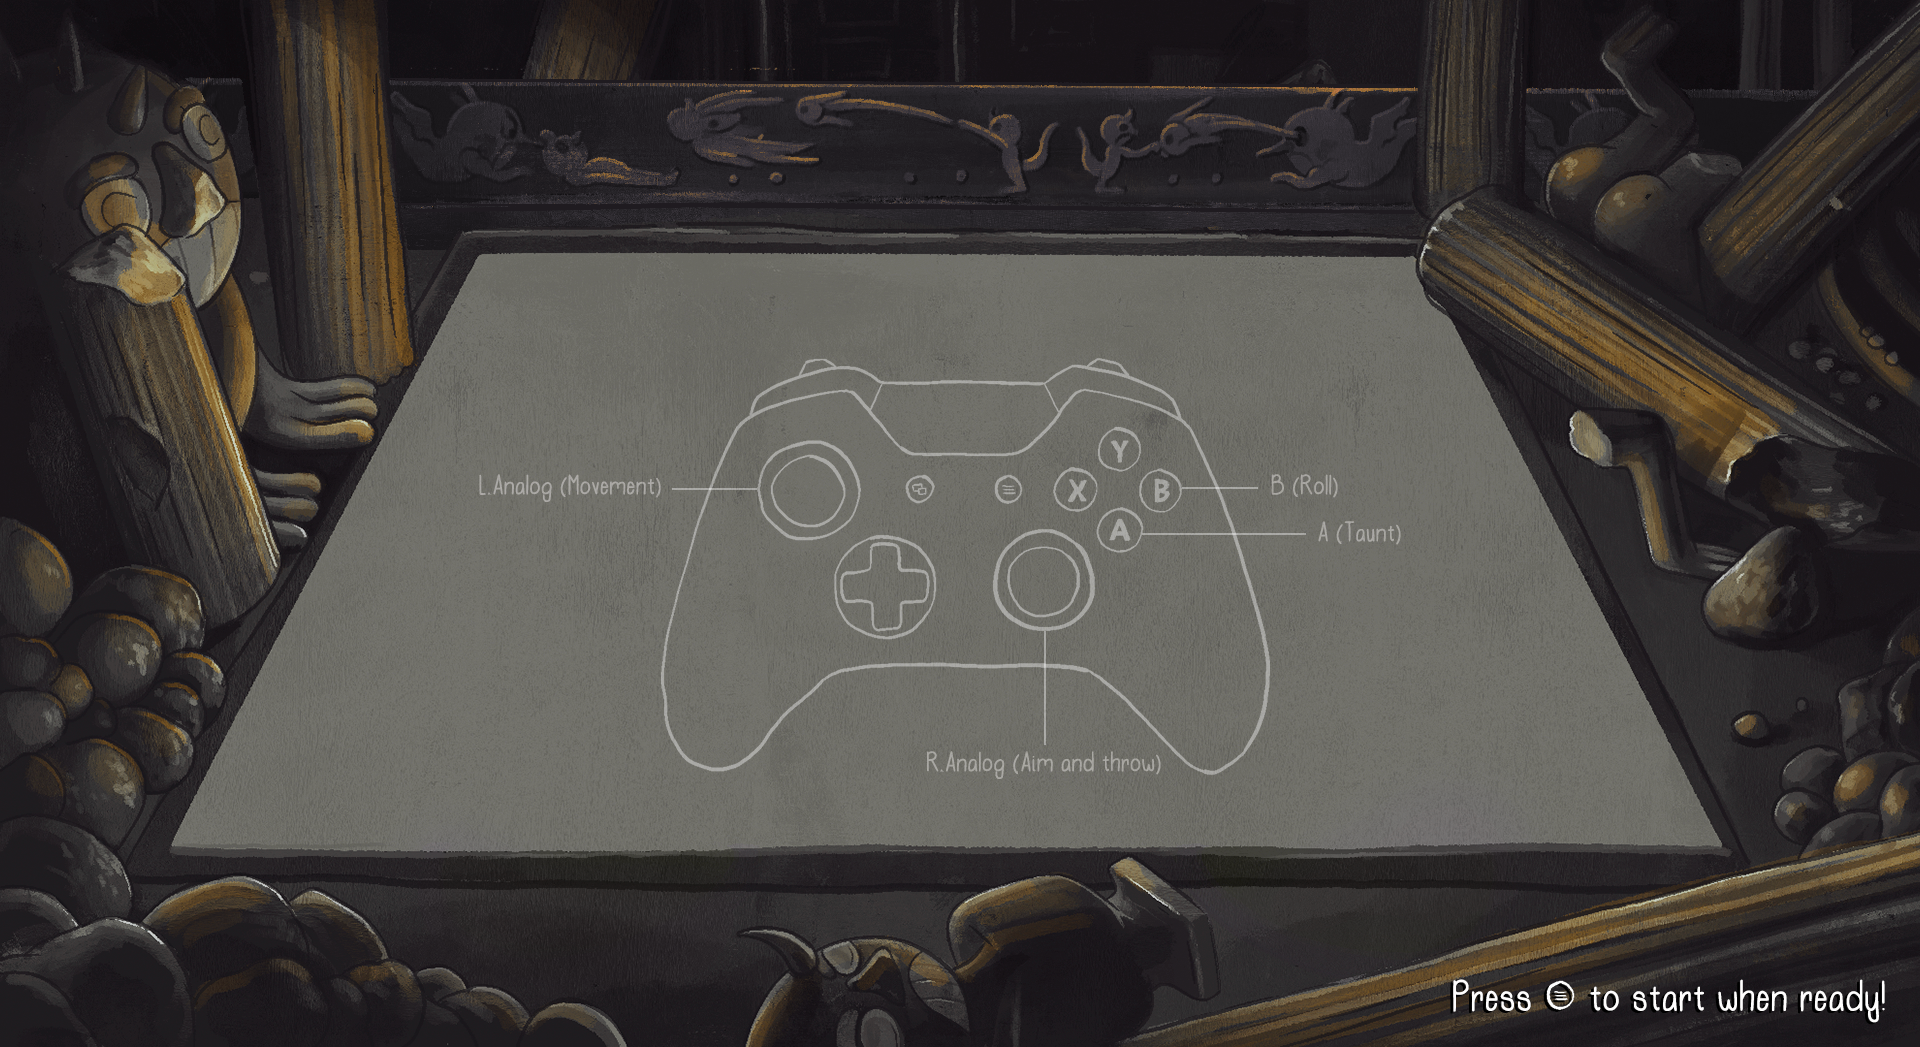 Y
L.Analog (Movement)
X
B
B (Roll)
A
A (Taunt)
R.Analog (Aim and throw)
Press to start when ready!